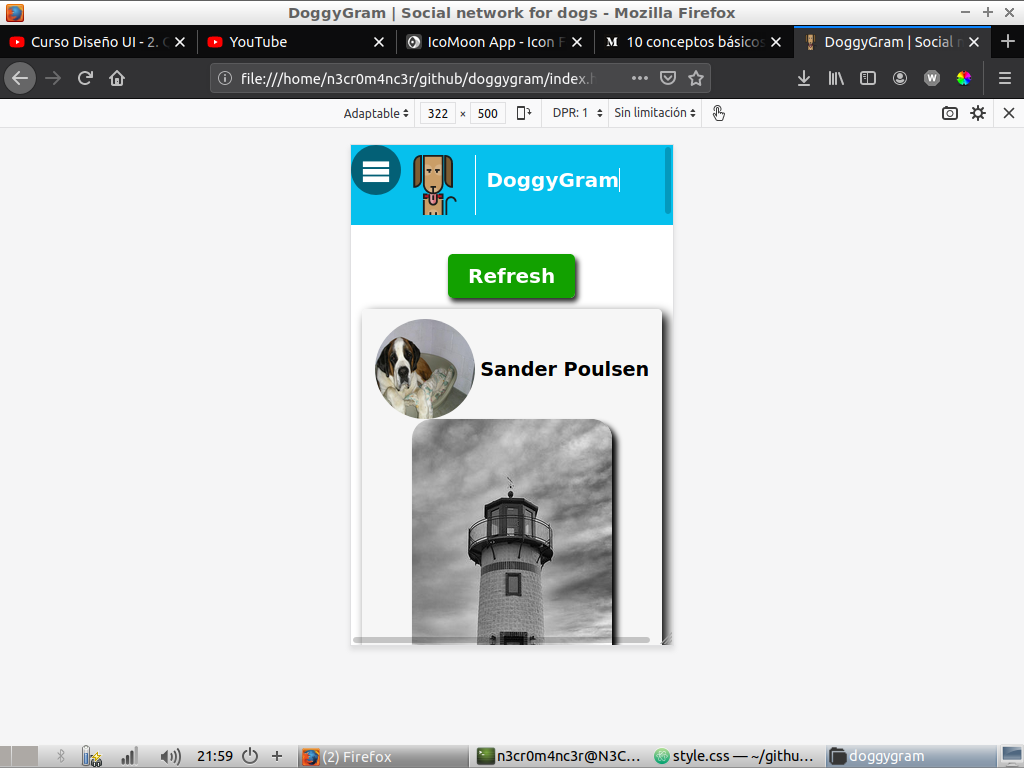 DoggyGram | Social network for dogs - Mozilla Firefox
Curso Diseño UI - 2. C
YouTube
IcoMoon App - Icon F
M 10 conceptos básicos
DoggyGram | Social n
file:///home/n3cr0m4nc3r/github/doggygram/index.h
W
Adaptable 322 × 500 DPR: 1 Sin limitación
DoggyGram
Refresh
Sander Poulsen
21:59
(2) Firefox
n3cr0m4nc3r@N3C...
style.css — ~/githu...
doggygram